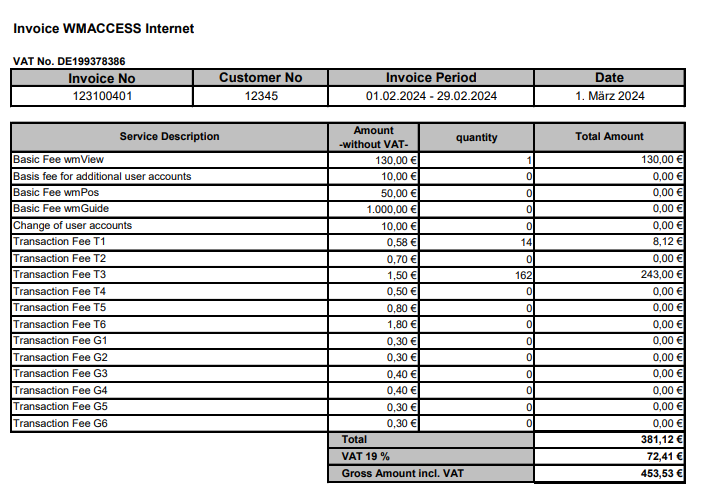 Invoice WMACCESS Internet
VAT No. DE199378386
Invoice No Customer No Invoice Period Date
123100401 12345 01.02.2024 - 29.02.2024 1. März 2024
Service Description Amount -without VAT- quantity Total Amount
Basic Fee wmView 130,00 € 1 130,00 €
Basis fee for additional user accounts 10,00 € 0 0,00 €
Basic Fee wmPos 50,00 € 0 0,00 €
Basic Fee wmGuide 1.000,00 € 0 0,00 €
Change of user accounts 10,00 € 0 0,00 €
Transaction Fee T1 0,58 € 14 8,12 €
Transaction Fee T2 0,70 € 0 0,00 €
Transaction Fee T3 1,50 € 162 243,00 €
Transaction Fee T4 0,50 € 0 0,00 €
Transaction Fee T5 0,80 € 0 0,00 €
Transaction Fee T6 1,80 € 0 0,00 €
Transaction Fee G1 0,30 € 0 0,00 €
Transaction Fee G2 0,30 € 0 0,00 €
Transaction Fee G3 0,40 € 0 0,00 €
Transaction Fee G4 0,40 € 0 0,00 €
Transaction Fee G5 0,30 € 0 0,00 €
Transaction Fee G6 0,30 € 0 0,00 €
Total 381,12 €
VAT 19 % 72,41 €
Gross Amount incl. VAT 453,53 €